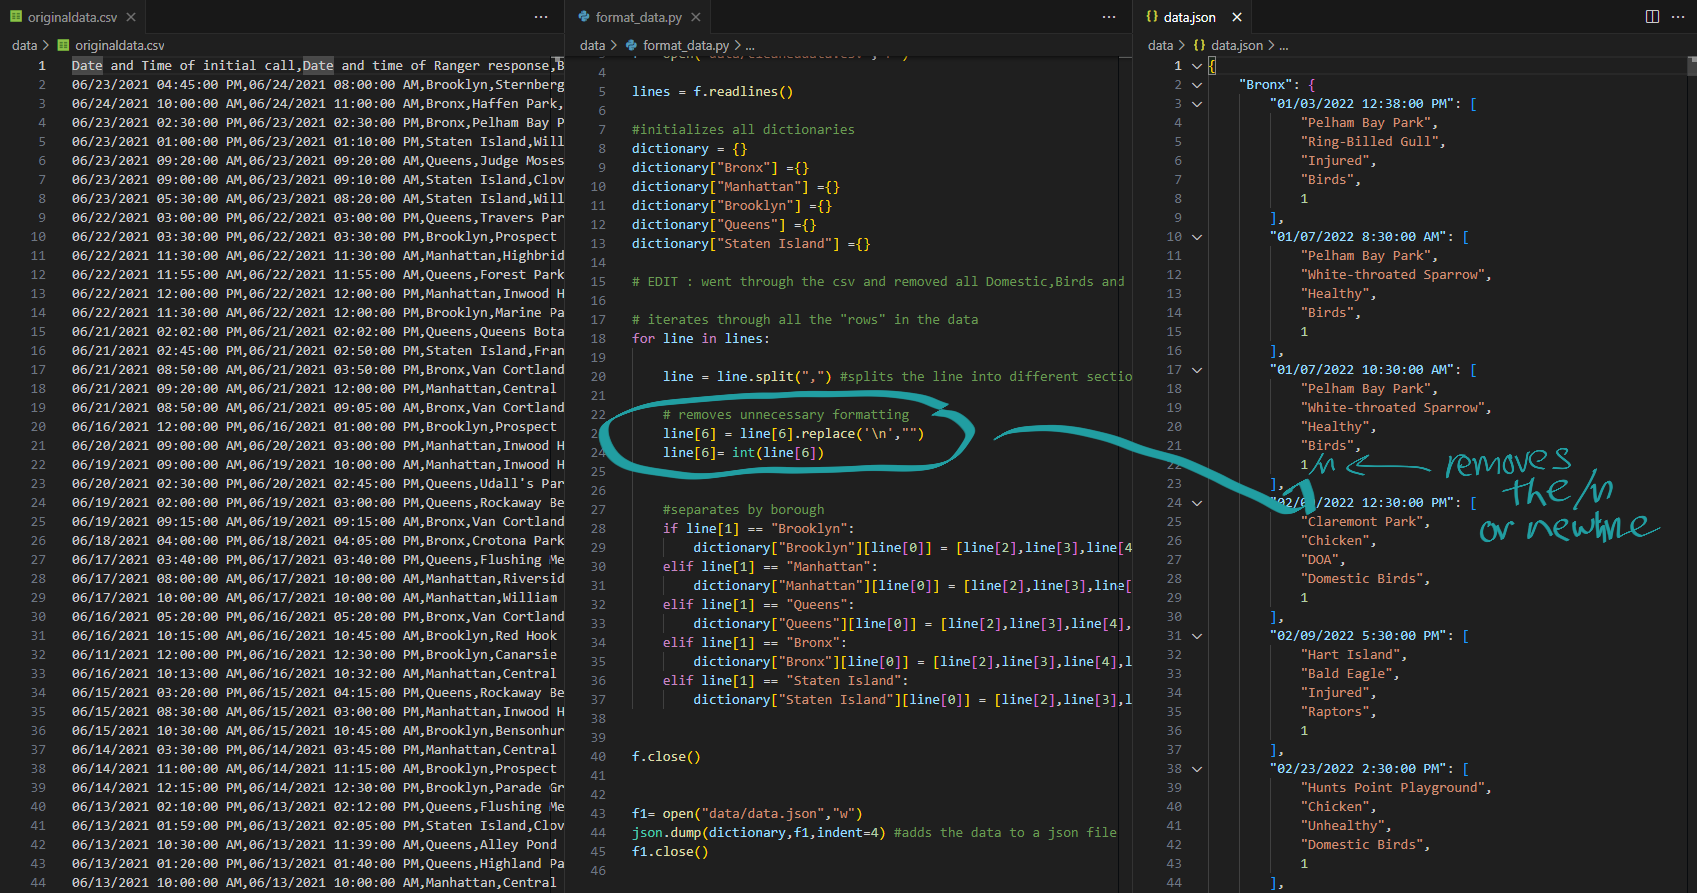 originaldata.csv
data > originaldata.csv
1 Date and Time of initial call,Date and time of Ranger response,B
2 06/23/2021 04:45:00 PM,06/24/2021 08:00:00 AM,Brooklyn,Sternberg
3 06/24/2021 10:00:00 AM,06/24/2021 11:00:00 AM,Bronx,Haffen Park,
4 06/23/2021 02:30:00 PM,06/23/2021 02:30:00 PM,Bronx,Pelham Bay P
5 06/23/2021 01:00:00 PM,06/23/2021 01:10:00 PM,Staten Island,Will
6 06/23/2021 09:20:00 AM,06/23/2021 09:20:00 AM,Queens,Judge Moses
7 06/23/2021 09:00:00 AM,06/23/2021 09:10:00 AM,Staten Island,Clov
8 06/23/2021 05:30:00 PM,06/23/2021 08:20:00 AM,Staten Island,Will
9 06/22/2021 03:00:00 PM,06/22/2021 03:00:00 PM,Queens,Travers Par
10 06/22/2021 03:30:00 PM,06/22/2021 03:30:00 PM,Brooklyn,Prospect
11 06/22/2021 11:30:00 AM,06/22/2021 11:30:00 AM,Manhattan,Highbrid
12 06/22/2021 11:55:00 AM,06/22/2021 11:55:00 AM,Queens,Forest Park
13 06/22/2021 12:00:00 PM,06/22/2021 12:00:00 PM,Manhattan,Inwood H
14 06/22/2021 11:30:00 AM,06/22/2021 12:00:00 PM,Brooklyn,Marine Pa
15 06/21/2021 02:02:00 PM,06/21/2021 02:02:00 PM,Queens,Queens Bota
16 06/21/2021 02:45:00 PM,06/21/2021 02:50:00 PM,Staten Island,Fran
17 06/21/2021 08:50:00 AM,06/21/2021 03:50:00 PM,Bronx,Van Cortland
18 06/21/2021 09:20:00 AM,06/21/2021 12:00:00 PM,Manhattan,Central
19 06/21/2021 08:50:00 AM,06/21/2021 09:05:00 AM,Bronx,Van Cortland
20 06/16/2021 12:00:00 PM,06/16/2021 01:00:00 PM,Brooklyn,Prospect
21 06/20/2021 09:00:00 AM,06/20/2021 03:00:00 PM,Manhattan,Inwood H
22 06/19/2021 09:00:00 AM,06/19/2021 10:00:00 AM,Manhattan,Inwood H
23 06/20/2021 02:30:00 PM,06/20/2021 02:45:00 PM,Queens,Udall's Par
24 06/19/2021 02:00:00 PM,06/19/2021 03:00:00 PM,Queens,Rockaway Be
25 06/19/2021 09:15:00 AM,06/19/2021 09:15:00 AM,Bronx,Van Cortland
26 06/18/2021 04:00:00 PM,06/18/2021 04:05:00 PM,Bronx,Crotona Park
27 06/17/2021 03:40:00 PM,06/17/2021 03:40:00 PM,Queens,Flushing Me
28 06/17/2021 08:00:00 AM,06/17/2021 10:00:00 AM,Manhattan,Riversid
29 06/17/2021 10:00:00 AM,06/17/2021 10:00:00 AM,Manhattan,William
30 06/16/2021 05:20:00 PM,06/16/2021 05:20:00 PM,Bronx,Van Cortland
31 06/16/2021 10:15:00 AM,06/16/2021 10:45:00 AM,Brooklyn,Red Hook
32 06/11/2021 12:00:00 PM,06/16/2021 12:30:00 PM,Brooklyn,Canarsie
33 06/16/2021 10:13:00 AM,06/16/2021 10:32:00 AM,Manhattan,Central
34 06/15/2021 03:20:00 PM,06/15/2021 04:15:00 PM,Queens,Rockaway Be
35 06/15/2021 08:30:00 AM,06/15/2021 03:00:00 PM,Manhattan,Inwood H
36 06/15/2021 10:30:00 AM,06/15/2021 10:45:00 AM,Brooklyn,Bensonhur
37 06/14/2021 03:30:00 PM,06/14/2021 03:45:00 PM,Manhattan,Central
38 06/14/2021 11:00:00 AM,06/14/2021 11:15:00 AM,Brooklyn,Prospect
39 06/14/2021 12:15:00 PM,06/14/2021 12:30:00 PM,Brooklyn,Parade Gr
40 06/13/2021 02:10:00 PM,06/13/2021 02:12:00 PM,Queens,Flushing Me
41 06/13/2021 01:59:00 PM,06/13/2021 02:05:00 PM,Staten Island,Clov
42 06/13/2021 10:30:00 AM,06/13/2021 11:39:00 AM,Queens,Alley Pond
43 06/13/2021 01:20:00 PM,06/13/2021 01:40:00 PM,Queens,Highland Pa
44 06/13/2021 10:00:00 AM,06/13/2021 10:00:00 AM,Manhattan,Central
format_data.py
data > format_data.py > ...
4
5 lines = f.readlines()
6
7 #initializes all dictionaries
8 dictionary = {}
9 dictionary["Bronx"] ={}
10 dictionary["Manhattan"] ={}
11 dictionary["Brooklyn"] ={}
12 dictionary["Queens"] ={}
13 dictionary["Staten Island"] ={}
14
15 # EDIT : went through the csv and removed all Domestic,Birds and
16
17 # iterates through all the "rows" in the data
18 for line in lines:
19
20 line = line.split(",") #splits the line into different sectio
21
22 # removes unnecessary formatting
line[6] = line[6].replace('\n',"")
24 line[6]= int(line[6])
25
26
27 #separates by borough
28 if line[1] == "Brooklyn":
29 dictionary["Brooklyn"][line[0]] = [line[2],line[3],line[4
30 elif line[1] == "Manhattan":
31 dictionary["Manhattan"][line[0]] = [line[2],line[3],line[
32 elif line[1] == "Queens":
33 dictionary["Queens"][line[0]] = [line[2],line[3],line[4],
34 elif line[1] == "Bronx":
35 dictionary["Bronx"][line[0]] = [line[2],line[3],line[4],l
36 elif line[1] == "Staten Island":
37 dictionary["Staten Island"][line[0]] = [line[2],line[3],l
38
39
40 f.close()
41
42
43 f1= open("data/data.json","w")
44 json.dump(dictionary,f1,indent=4) #adds the data to a json file
45 f1.close()
46
data.json
data > {} data.json > ...
1 {
2 "Bronx": {
3 "01/03/2022 12:38:00 PM": [
4 "Pelham Bay Park",
5 "Ring-Billed Gull",
6 "Injured",
7 "Birds",
8 1
9 ],
10 "01/07/2022 8:30:00 AM": [
11 "Pelham Bay Park",
12 "White-throated Sparrow",
13 "Healthy",
14 "Birds",
15 1
16 ],
17 "01/07/2022 10:30:00 AM": [
18 "Pelham Bay Park",
19 "White-throated Sparrow",
20 "Healthy",
21 "Birds",
1 /n
removes
the /n
or newline
23 ],
24 /2022 12:30:00 PM": [
25 "Claremont Park",
26 "Chicken",
27 "DOA",
28 "Domestic Birds",
29 1
30 ],
31 "02/09/2022 5:30:00 PM": [
32 "Hart Island",
33 "Bald Eagle",
34 "Injured",
35 "Raptors",
36 1
37 ],
38 "02/23/2022 2:30:00 PM": [
39 "Hunts Point Playground",
40 "Chicken",
41 "Unhealthy",
42 "Domestic Birds",
43 1
44 ],